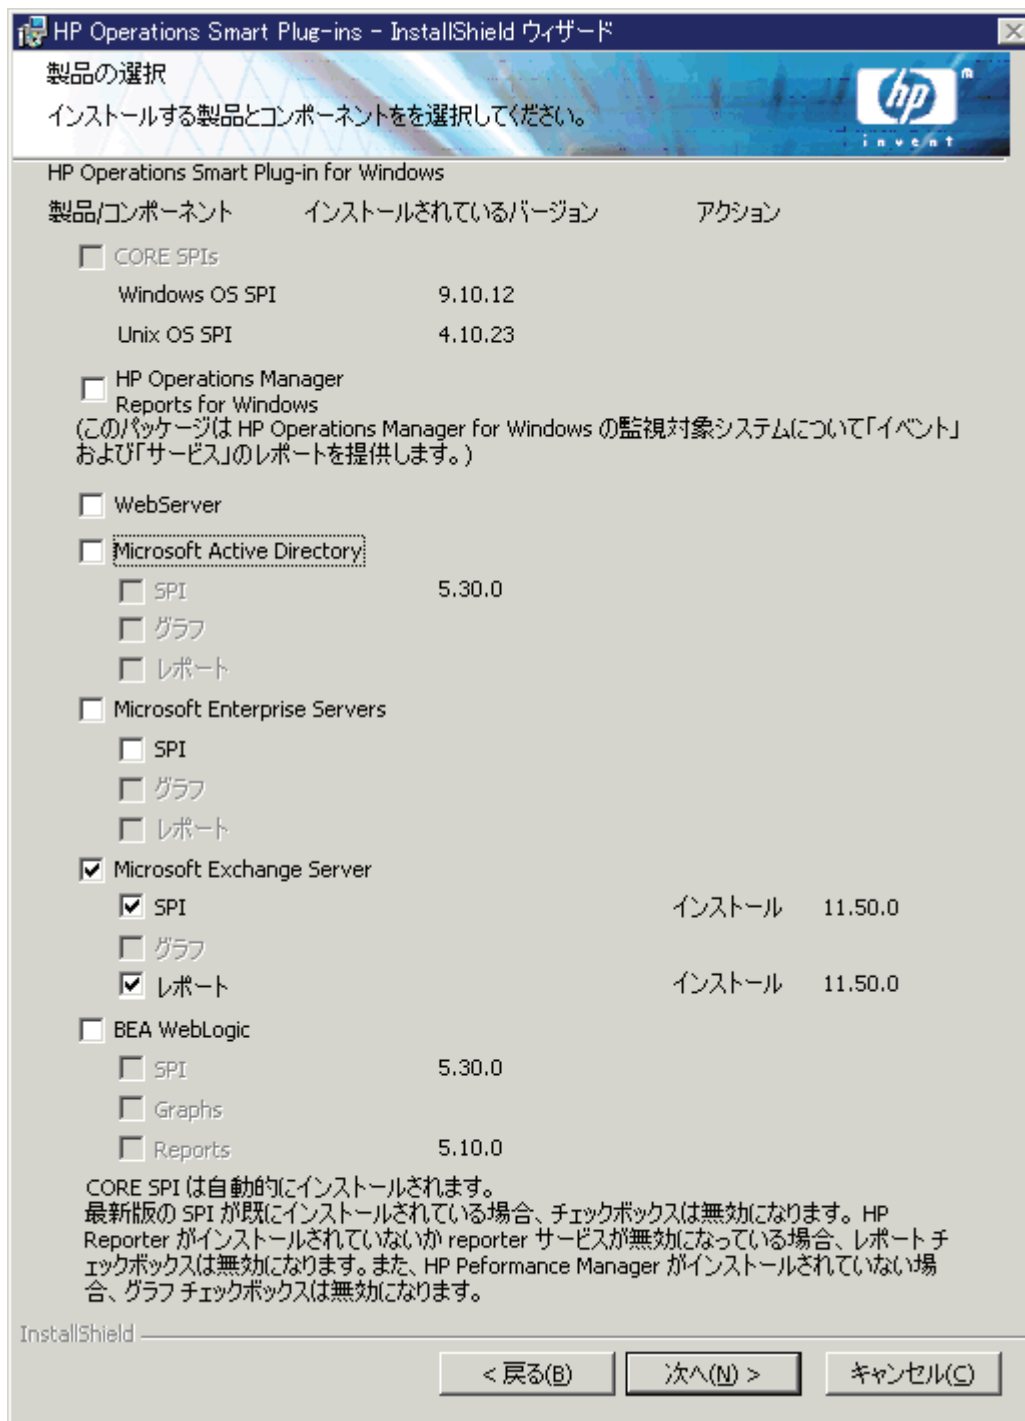 HP Operations Smart Plug-ins - InstallShield ウィザード
製品の選択
インストールする製品とコンポーネントをを選択してください。
hp
®
invent
HP Operations Smart Plug-in for Windows
製品/コンポーネント インストールされているバージョン アクション
CORE SPIs
Windows OS SPI 9.10.12
Unix OS SPI 4.10.23
HP Operations Manager
Reports for Windows
(このパッケージは HP Operations Manager for Windows の監視対象システムについて「イベント」
および「サービス」のレポートを提供します。)
WebServer
Microsoft Active Directory
SPI 5.30.0
グラフ
レポート
Microsoft Enterprise Servers
SPI
グラフ
レポート
Microsoft Exchange Server
SPI インストール 11.50.0
グラフ
レポート インストール 11.50.0
BEA WebLogic
SPI 5.30.0
Graphs
Reports 5.10.0
CORE SPI は自動的にインストールされます。
最新版の SPI が既にインストールされている場合、チェックボックスは無効になります。 HP
Reporter がインストールされていないか reporter サービスが無効になっている場合、レポート チ
ェックボックスは無効になります。また、HP Peformance Manager がインストールされていない場
合、グラフ チェックボックスは無効になります。
InstallShield
< 戻る(B) 次へ(N) > キャンセル(C)